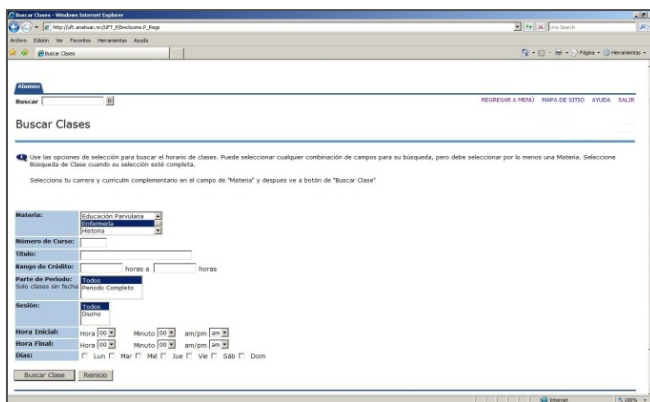 Buscar Clases - Windows Internet Explorer
Live Search
Archivo Edición Ver Favoritos Herramientas Ayuda
Buscar Clases
Página Herramientas
Alumno
Buscar Ir
REGRESAR A MENÚ MAPA DE SITIO AYUDA SALIR
Buscar Clases
Use las opciones de selección para buscar el horario de clases. Puede seleccionar cualquier combinación de campos para su búsqueda, pero debe seleccionar por lo menos una Materia. Seleccione
Búsqueda de Clase cuando su selección esté completa.
Selecciona tu carrera y curriculm complementario en el campo de "Materia" y despues ve a botón de "Buscar Clase"
Materia: Educación Parvularia
Enfermería
Historia
Número de Curso:
Título:
Rango de Crédito: horas a horas
Parte de Periodo: Todos
Solo clases sin fecha Periodo Completo
Sesión: Todos
Diurno
Hora Inicial: Hora 00 Minuto 00 am/pm am
Hora Final: Hora 00 Minuto 00 am/pm am
Días: Lun Mar Mié Jue Vie Sáb Dom
Buscar Clase Reinicio
Internet 100%